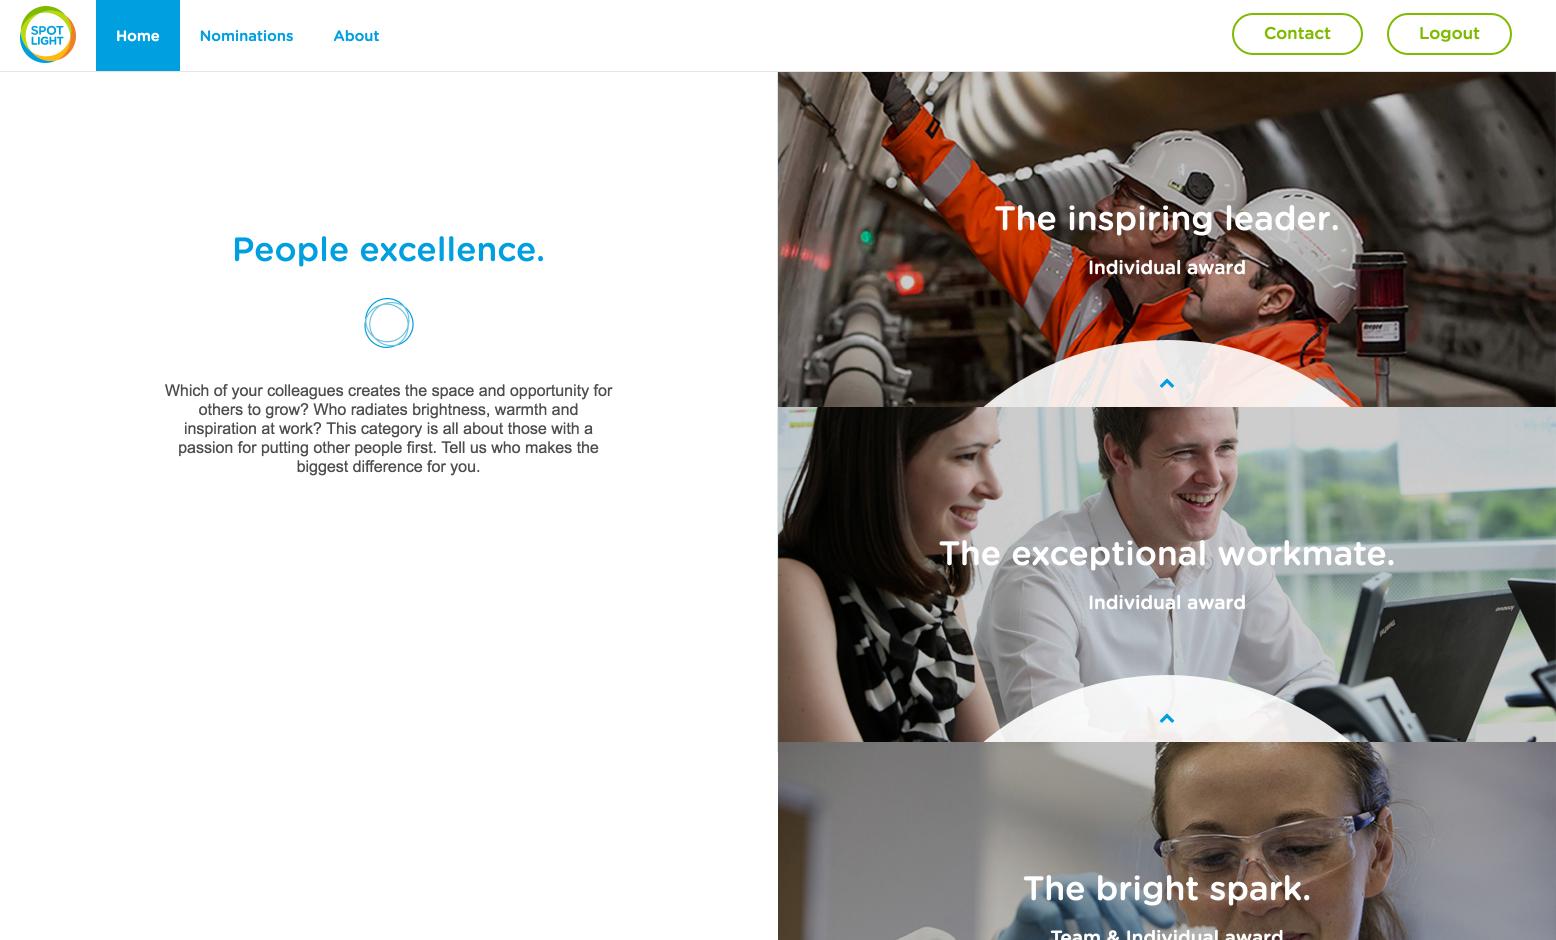 SPOT
LIGHT
Home
Nominations
About
Contact
Logout
People excellence.
Which of your colleagues creates the space and opportunity for
others to grow? Who radiates brightness, warmth and
inspiration at work? This category is all about those with a
passion for putting other people first. Tell us who makes the
biggest difference for you.
The inspiring leader.
Individual award
The exceptional workmate.
Individual award
The bright spark.
Team & Individual award